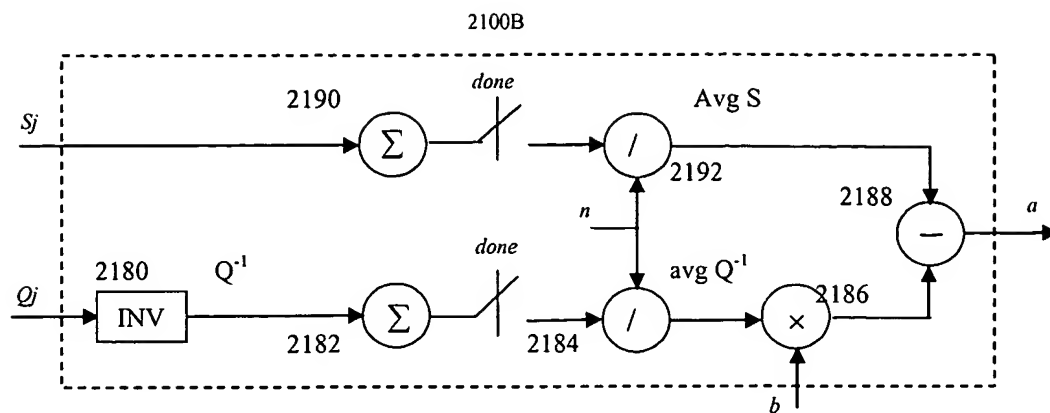 2100B
done
2190
Avg S
Sj
Σ
/
2192
2188
n
a
−
done
2180
Q⁻¹
avg Q⁻¹
2186
Qj
INV
Σ
/
×
2182
2184
b